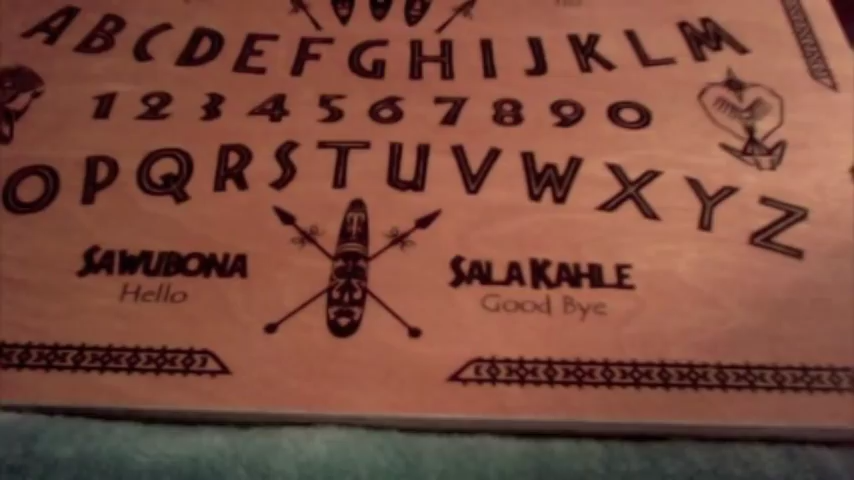 ABCDEFGHIJKLM
1234567890
OPQRSTUVWXYZ
SAWUBONA SALA KAHLE
Hello Good Bye